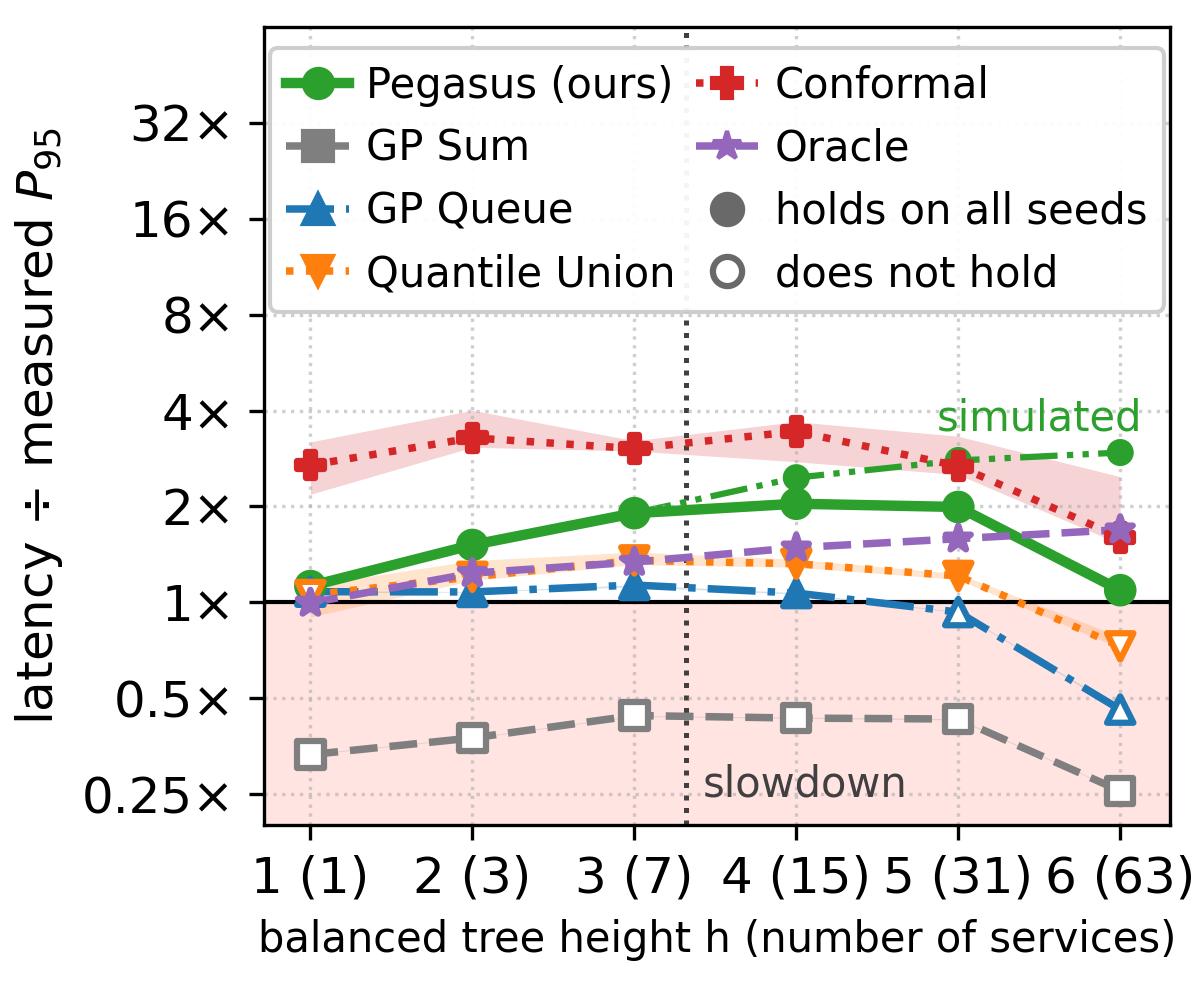 latency ÷ measured P95
32×
16×
8×
4×
2×
1×
0.5×
0.25×
Pegasus (ours)
GP Sum
GP Queue
Quantile Union
Conformal
Oracle
holds on all seeds
does not hold
simulated
slowdown
1 (1) 2 (3) 3 (7) 4 (15) 5 (31) 6 (63)
balanced tree height h (number of services)